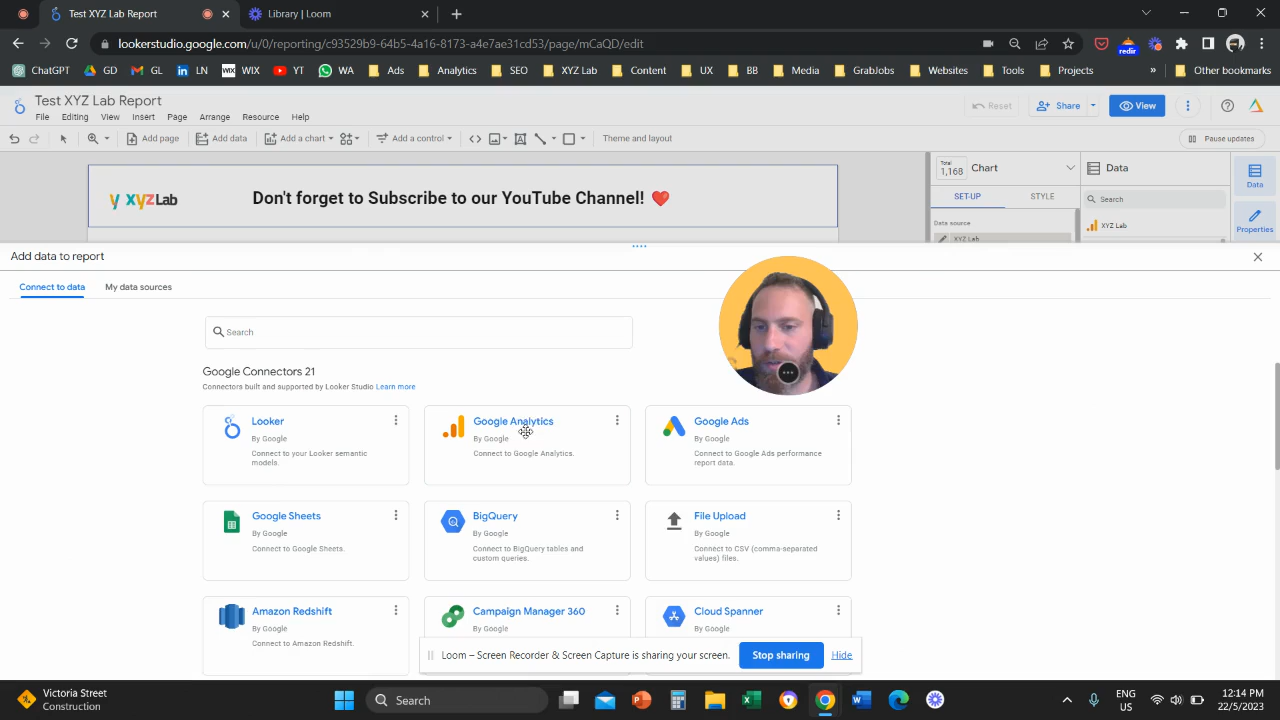 Test XYZ Lab Report
Library | Loom
lookerstudio.google.com/u/0/reporting/c93529b9-64b5-4a16-8173-a4e7ae31cd53/page/mCaQD/edit
redir
ChatGPT GD GL LN WIX WIX YT WA Ads Analytics SEO XYZ Lab Content UX BB Media GrabJobs Websites Tools Projects » Other bookmarks
Test XYZ Lab Report
File Edit View Insert Page Arrange Resource Help
Reset Share View
Add page Add data Add a chart Add a control Theme and layout Pause updates
xyzLab Don't forget to Subscribe to our YouTube Channel! ❤️
Total
1,168
Chart
Data
SET-UP STYLE
Search
Data source
XYZ Lab
XYZ Lab
Data
Properties
Add data to report
Connect to data My data sources
Search
Google Connectors 21
Connectors built and supported by Looker Studio Learn more
Looker
By Google
Connect to your Looker semantic
models.
Google Analytics
By Google
Connect to Google Analytics.
Google Ads
By Google
Connect to Google Ads performance
report data.
Google Sheets
By Google
Connect to Google Sheets.
BigQuery
By Google
Connect to BigQuery tables and
custom queries.
File Upload
By Google
Connect to CSV (comma-separated
values) files.
Amazon Redshift
By Google
Connect to Amazon Redshift.
Campaign Manager 360
By Google
Cloud Spanner
By Google
Loom – Screen Recorder & Screen Capture is sharing your screen. Stop sharing Hide
Victoria Street
Construction
Search
ENG
US
12:14 PM
22/5/2023